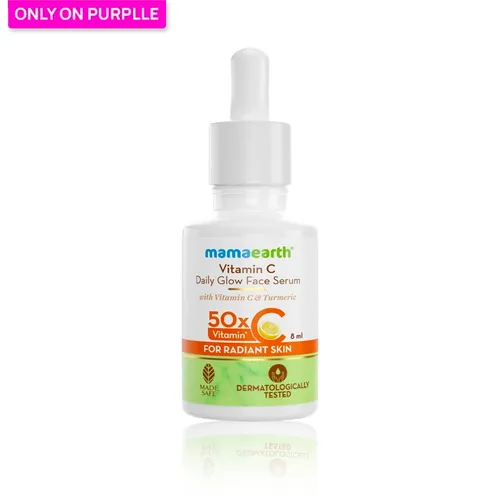 ONLY ON PURPLLE
mamaearth®
Vitamin C
Daily Glow Face Serum
with Vitamin C & Turmeric
50x
Vitamin*
C
8 ml
FOR RADIANT SKIN
MADE SAFE
DERMATOLOGICALLY
TESTED